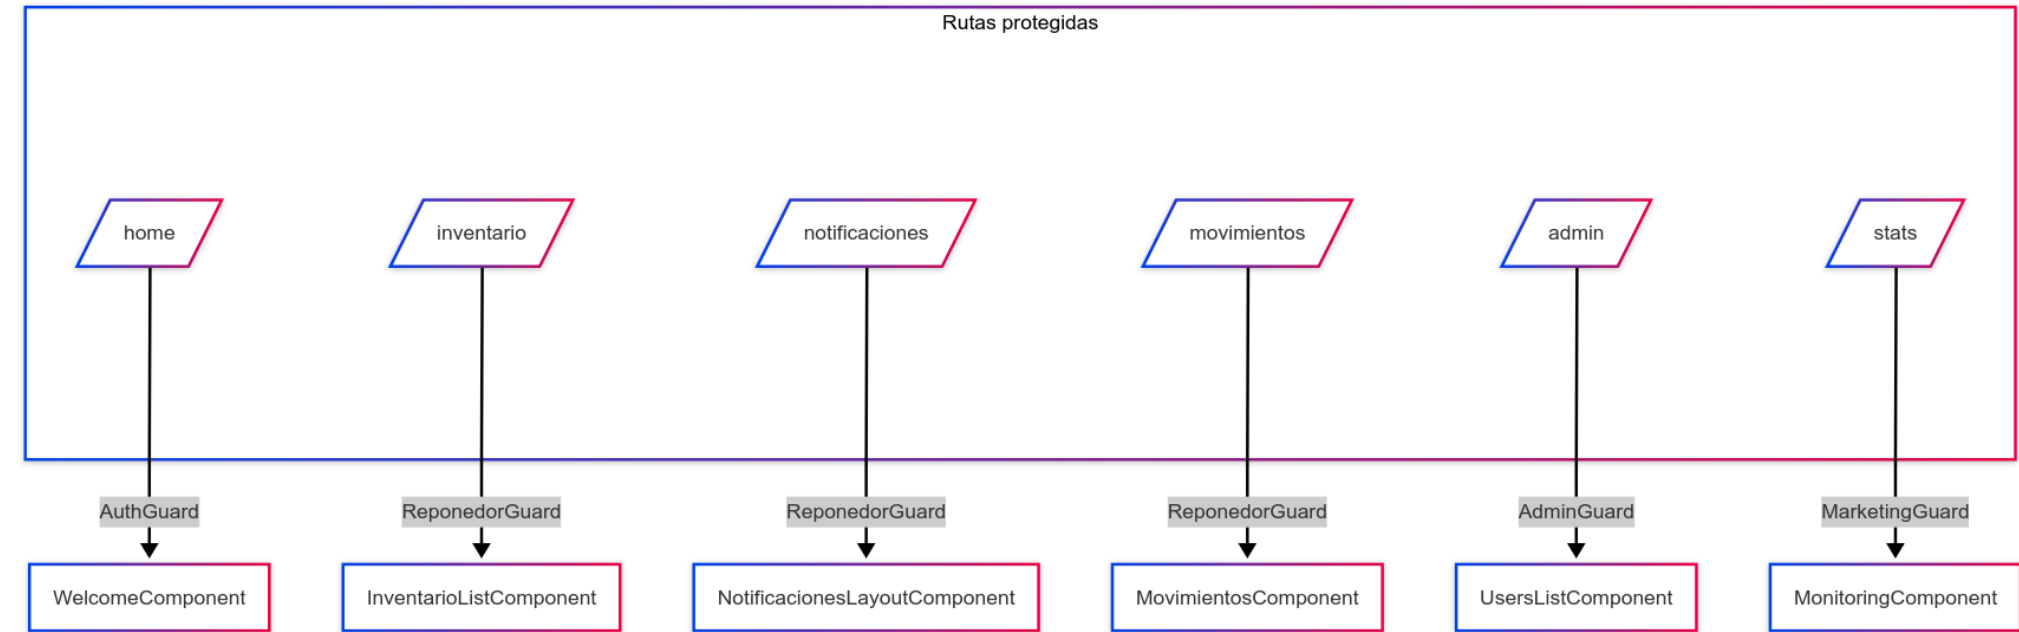 Rutas protegidas
home
inventario
notificaciones
movimientos
admin
stats
AuthGuard
ReponedorGuard
ReponedorGuard
ReponedorGuard
AdminGuard
MarketingGuard
WelcomeComponent
InventarioListComponent
NotificacionesLayoutComponent
MovimientosComponent
UsersListComponent
MonitoringComponent